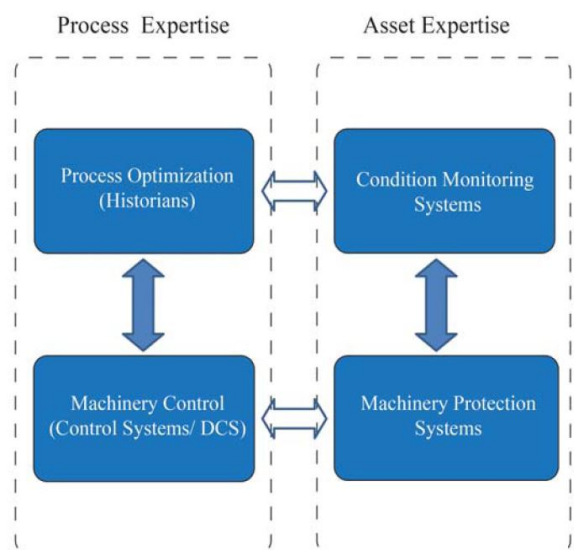 Process Expertise
Asset Expertise
Process Optimization
(Historians)
Condition Monitoring
Systems
Machinery Control
(Control Systems/ DCS)
Machinery Protection
Systems